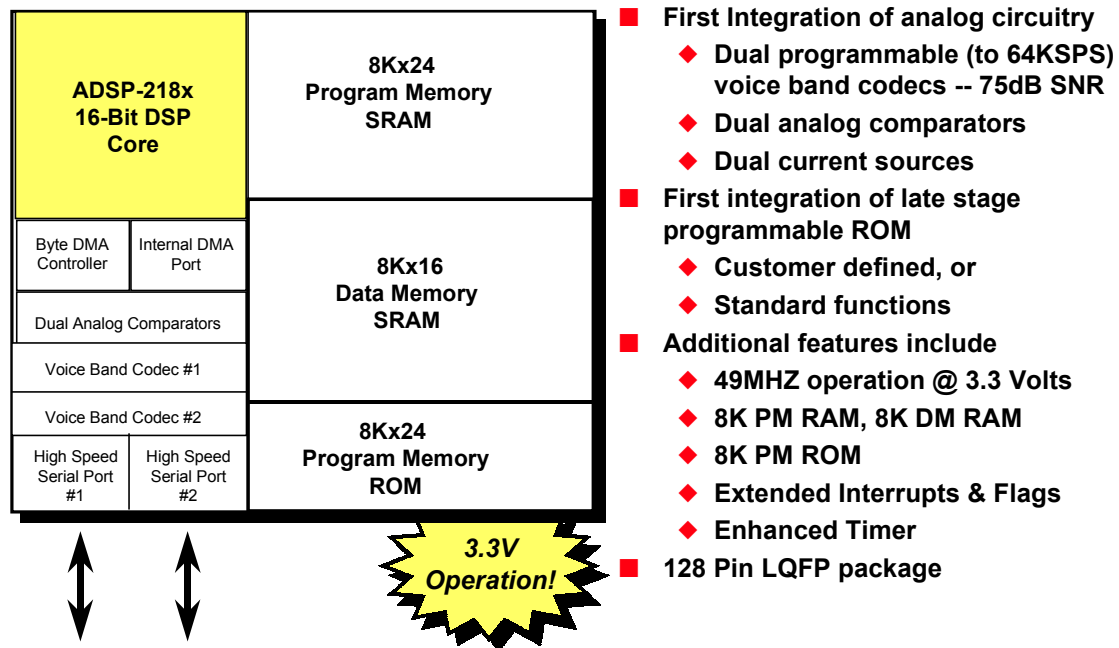 ADSP-218x
16-Bit DSP
Core
8Kx24
Program Memory
SRAM
Byte DMA
Controller
Internal DMA
Port
8Kx16
Data Memory
SRAM
Dual Analog Comparators
Voice Band Codec #1
Voice Band Codec #2
High Speed
Serial Port
#1
High Speed
Serial Port
#2
8Kx24
Program Memory
ROM
3.3V
Operation!
First Integration of analog circuitry
Dual programmable (to 64KSPS)
voice band codecs -- 75dB SNR
Dual analog comparators
Dual current sources
First integration of late stage
programmable ROM
Customer defined, or
Standard functions
Additional features include
49MHZ operation @ 3.3 Volts
8K PM RAM, 8K DM RAM
8K PM ROM
Extended Interrupts & Flags
Enhanced Timer
128 Pin LQFP package